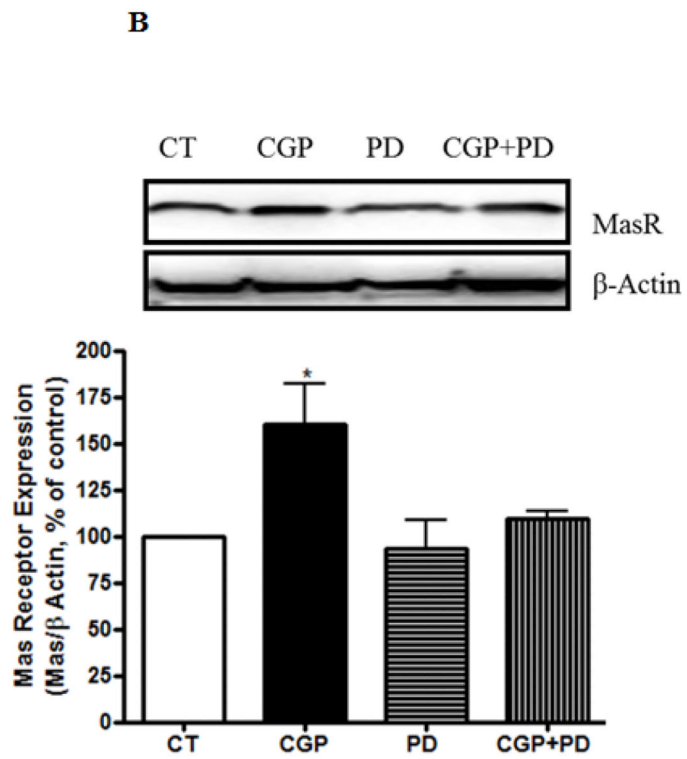 B
CT CGP PD CGP+PD
MasR
β-Actin
Mas Receptor Expression
(Mas/β Actin, % of control)
200
175
150
125
100
75
50
25
0
*
CT CGP PD CGP+PD